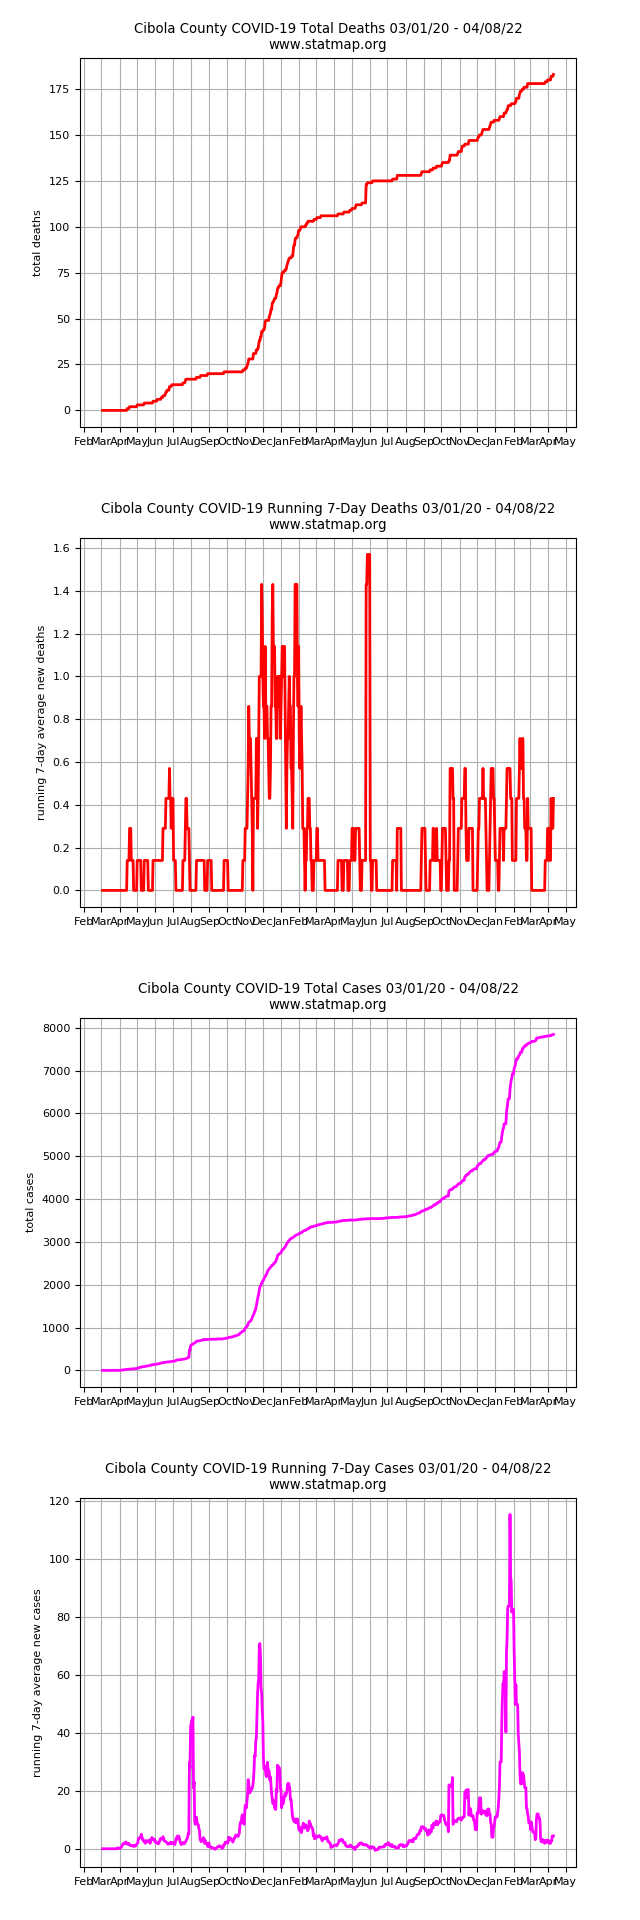 Cibola County COVID-19 Total Deaths 03/01/20 - 04/08/22
www.statmap.org
total deaths
175
150
125
100
75
50
25
0
Feb Mar Apr May Jun Jul Aug Sep Oct Nov Dec Jan Feb Mar Apr May Jun Jul Aug Sep Oct Nov Dec Jan Feb Mar Apr May
Cibola County COVID-19 Running 7-Day Deaths 03/01/20 - 04/08/22
www.statmap.org
running 7-day average new deaths
1.6
1.4
1.2
1.0
0.8
0.6
0.4
0.2
0.0
Feb Mar Apr May Jun Jul Aug Sep Oct Nov Dec Jan Feb Mar Apr May Jun Jul Aug Sep Oct Nov Dec Jan Feb Mar Apr May
Cibola County COVID-19 Total Cases 03/01/20 - 04/08/22
www.statmap.org
total cases
8000
7000
6000
5000
4000
3000
2000
1000
0
Feb Mar Apr May Jun Jul Aug Sep Oct Nov Dec Jan Feb Mar Apr May Jun Jul Aug Sep Oct Nov Dec Jan Feb Mar Apr May
Cibola County COVID-19 Running 7-Day Cases 03/01/20 - 04/08/22
www.statmap.org
running 7-day average new cases
120
100
80
60
40
20
0
Feb Mar Apr May Jun Jul Aug Sep Oct Nov Dec Jan Feb Mar Apr May Jun Jul Aug Sep Oct Nov Dec Jan Feb Mar Apr May